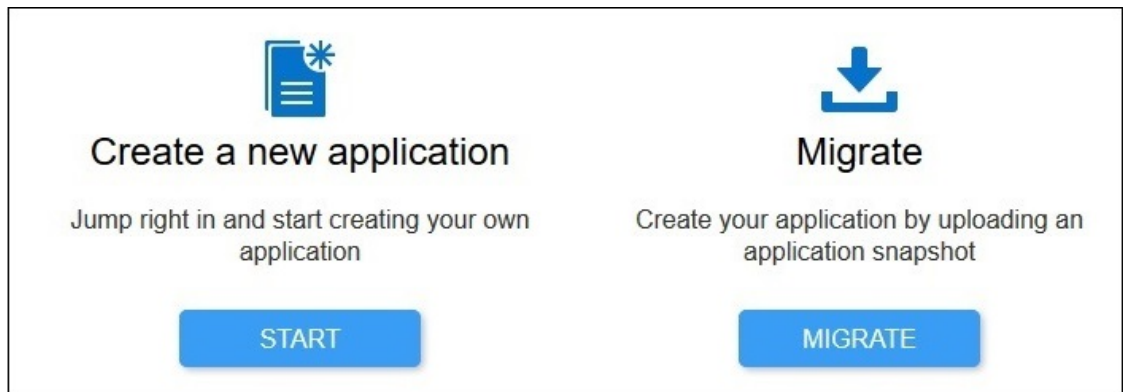 Create a new application
Jump right in and start creating your own
application
START
Migrate
Create your application by uploading an
application snapshot
MIGRATE